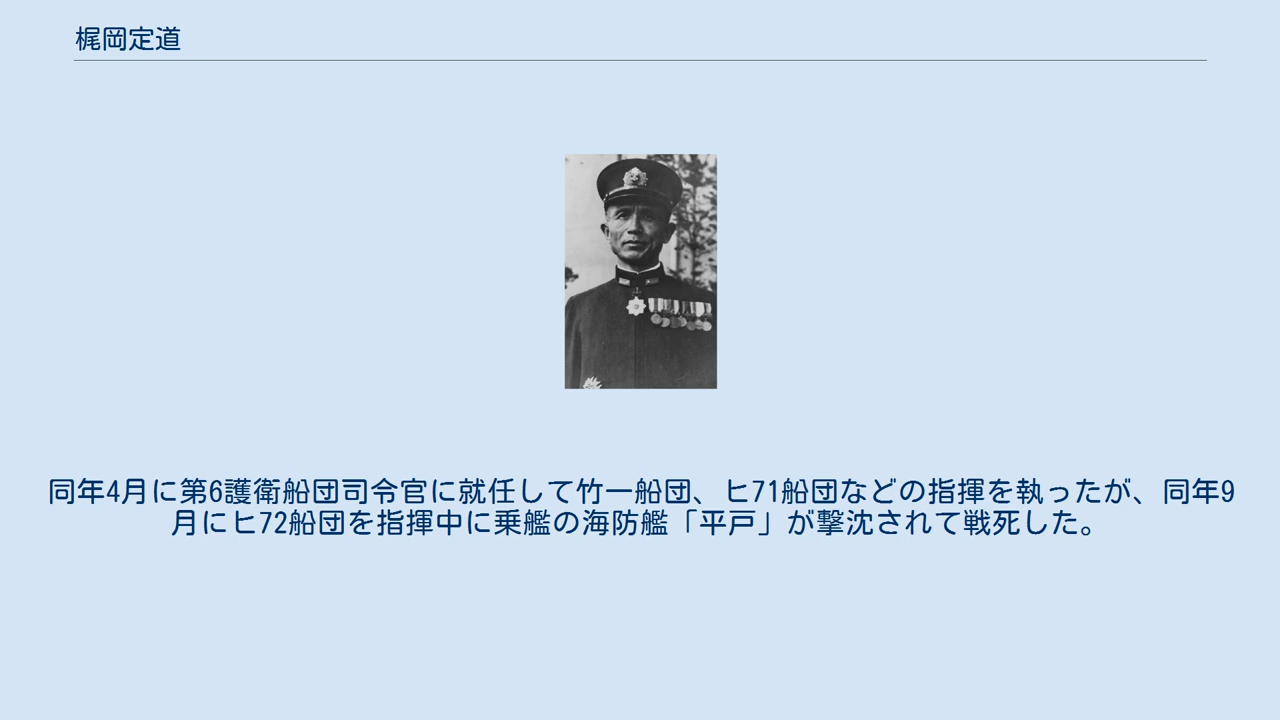 梶岡定道
同年4月に第6護衛船団司令官に就任して竹一船団、ヒ71船団などの指揮を執ったが、同年9
月にヒ72船団を指揮中に乗艦の海防艦「平戸」が撃沈されて戦死した。